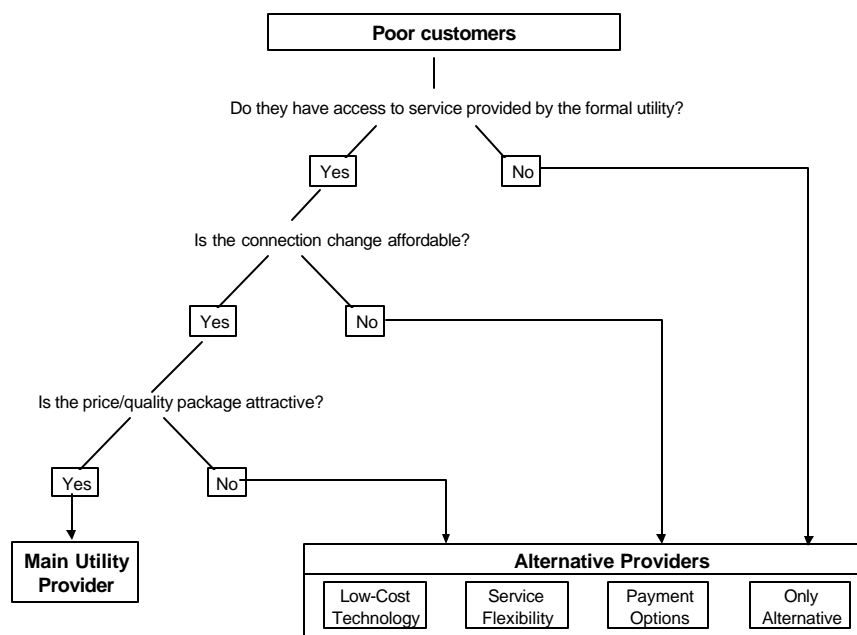 Poor customers
Do they have access to service provided by the formal utility?
Yes
No
Is the connection change affordable?
Yes
No
Is the price/quality package attractive?
Yes
No
Main Utility
Provider
Alternative Providers
Low-Cost
Technology
Service
Flexibility
Payment
Options
Only
Alternative